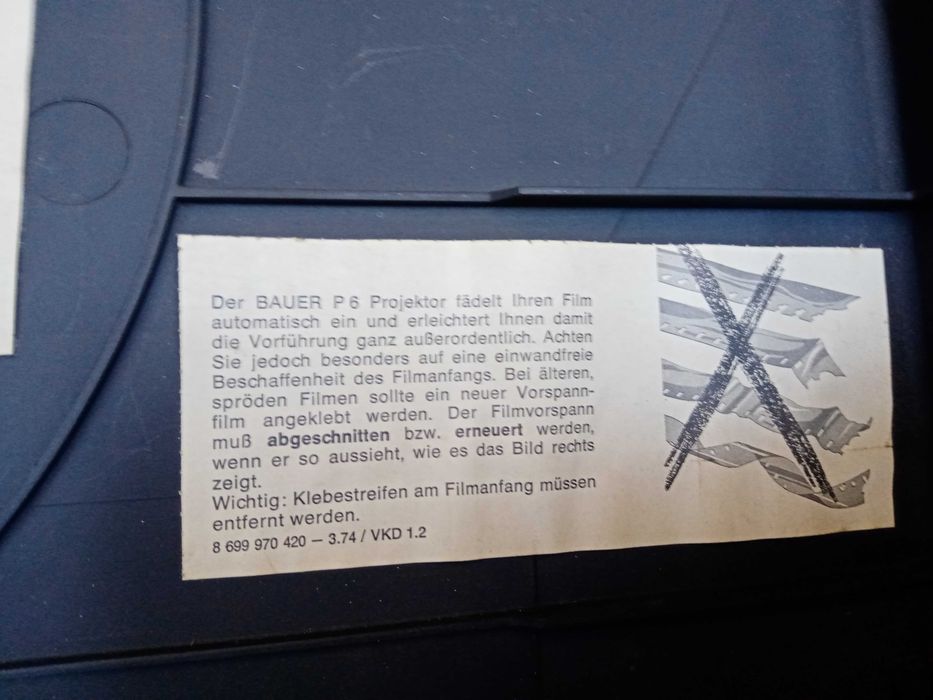 Der BAUER P 6 Projektor fädelt Ihren Film
automatisch ein und erleichtert Ihnen damit
die Vorführung ganz außerordentlich. Achten
Sie jedoch besonders auf eine einwandfreie
Beschaffenheit des Filmanfangs. Bei älteren,
spröden Filmen sollte ein neuer Vorspann-
film angeklebt werden. Der Filmvorspann
muß abgeschnitten bzw. erneuert werden,
wenn er so aussieht, wie es das Bild rechts
zeigt.
Wichtig: Klebestreifen am Filmanfang müssen
entfernt werden.
8 699 970 420 — 3.74 / VKD 1.2